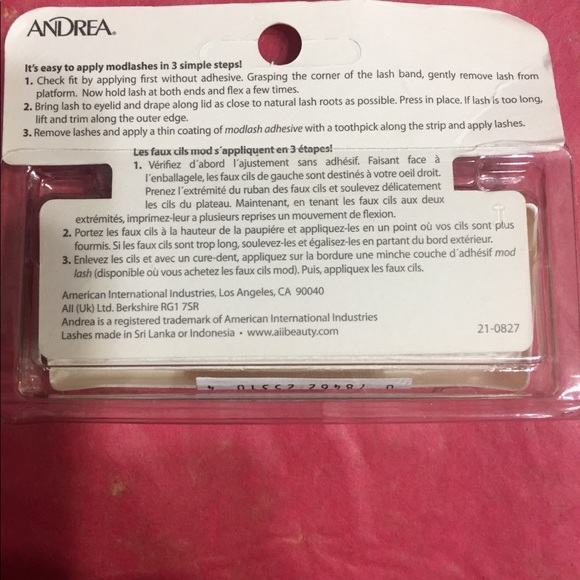 ANDREA®
It's easy to apply modlashes in 3 simple steps!
1. Check fit by applying first without adhesive. Grasping the corner of the lash band, gently remove lash from
platform. Now hold lash at both ends and flex a few times.
2. Bring lash to eyelid and drape along lid as close to natural lash roots as possible. Press in place. If lash is too long,
lift and trim along the outer edge.
3. Remove lashes and apply a thin coating of modlash adhesive with a toothpick along the strip and apply lashes.
Les faux cils mod s'appliquent en 3 étapes!
1. Vérifiez d'abord l'ajustement sans adhésif. Faisant face à
l'enballagele, les faux cils de gauche sont destinés à votre oeil droit.
Prenez l'extrémité du ruban des faux cils et soulevez délicatement
les cils du plateau. Maintenant, en tenant les faux cils aux deux
extrémités, imprimez-leur a plusieurs reprises un mouvement de flexion.
2. Portez les faux cils à la hauteur de la paupiére et appliquez-les en un point où vos cils sont plus
fournis. Si les faux cils sont trop long, soulevez-les et égalisez-les en partant du bord extérieur.
3. Enlevez les cils et avec un cure-dent, appliquez sur la bordure une minche couche d'adhésif mod
lash (disponible où vous achetez les faux cils mod). Puis, appliquex les faux cils.
American International Industries, Los Angeles, CA 90040
AII (Uk) Ltd. Berkshire RG1 7SR
Andrea is a registered trademark of American International Industries
Lashes made in Sri Lanka or Indonesia • www.aiibeauty.com
21-0827